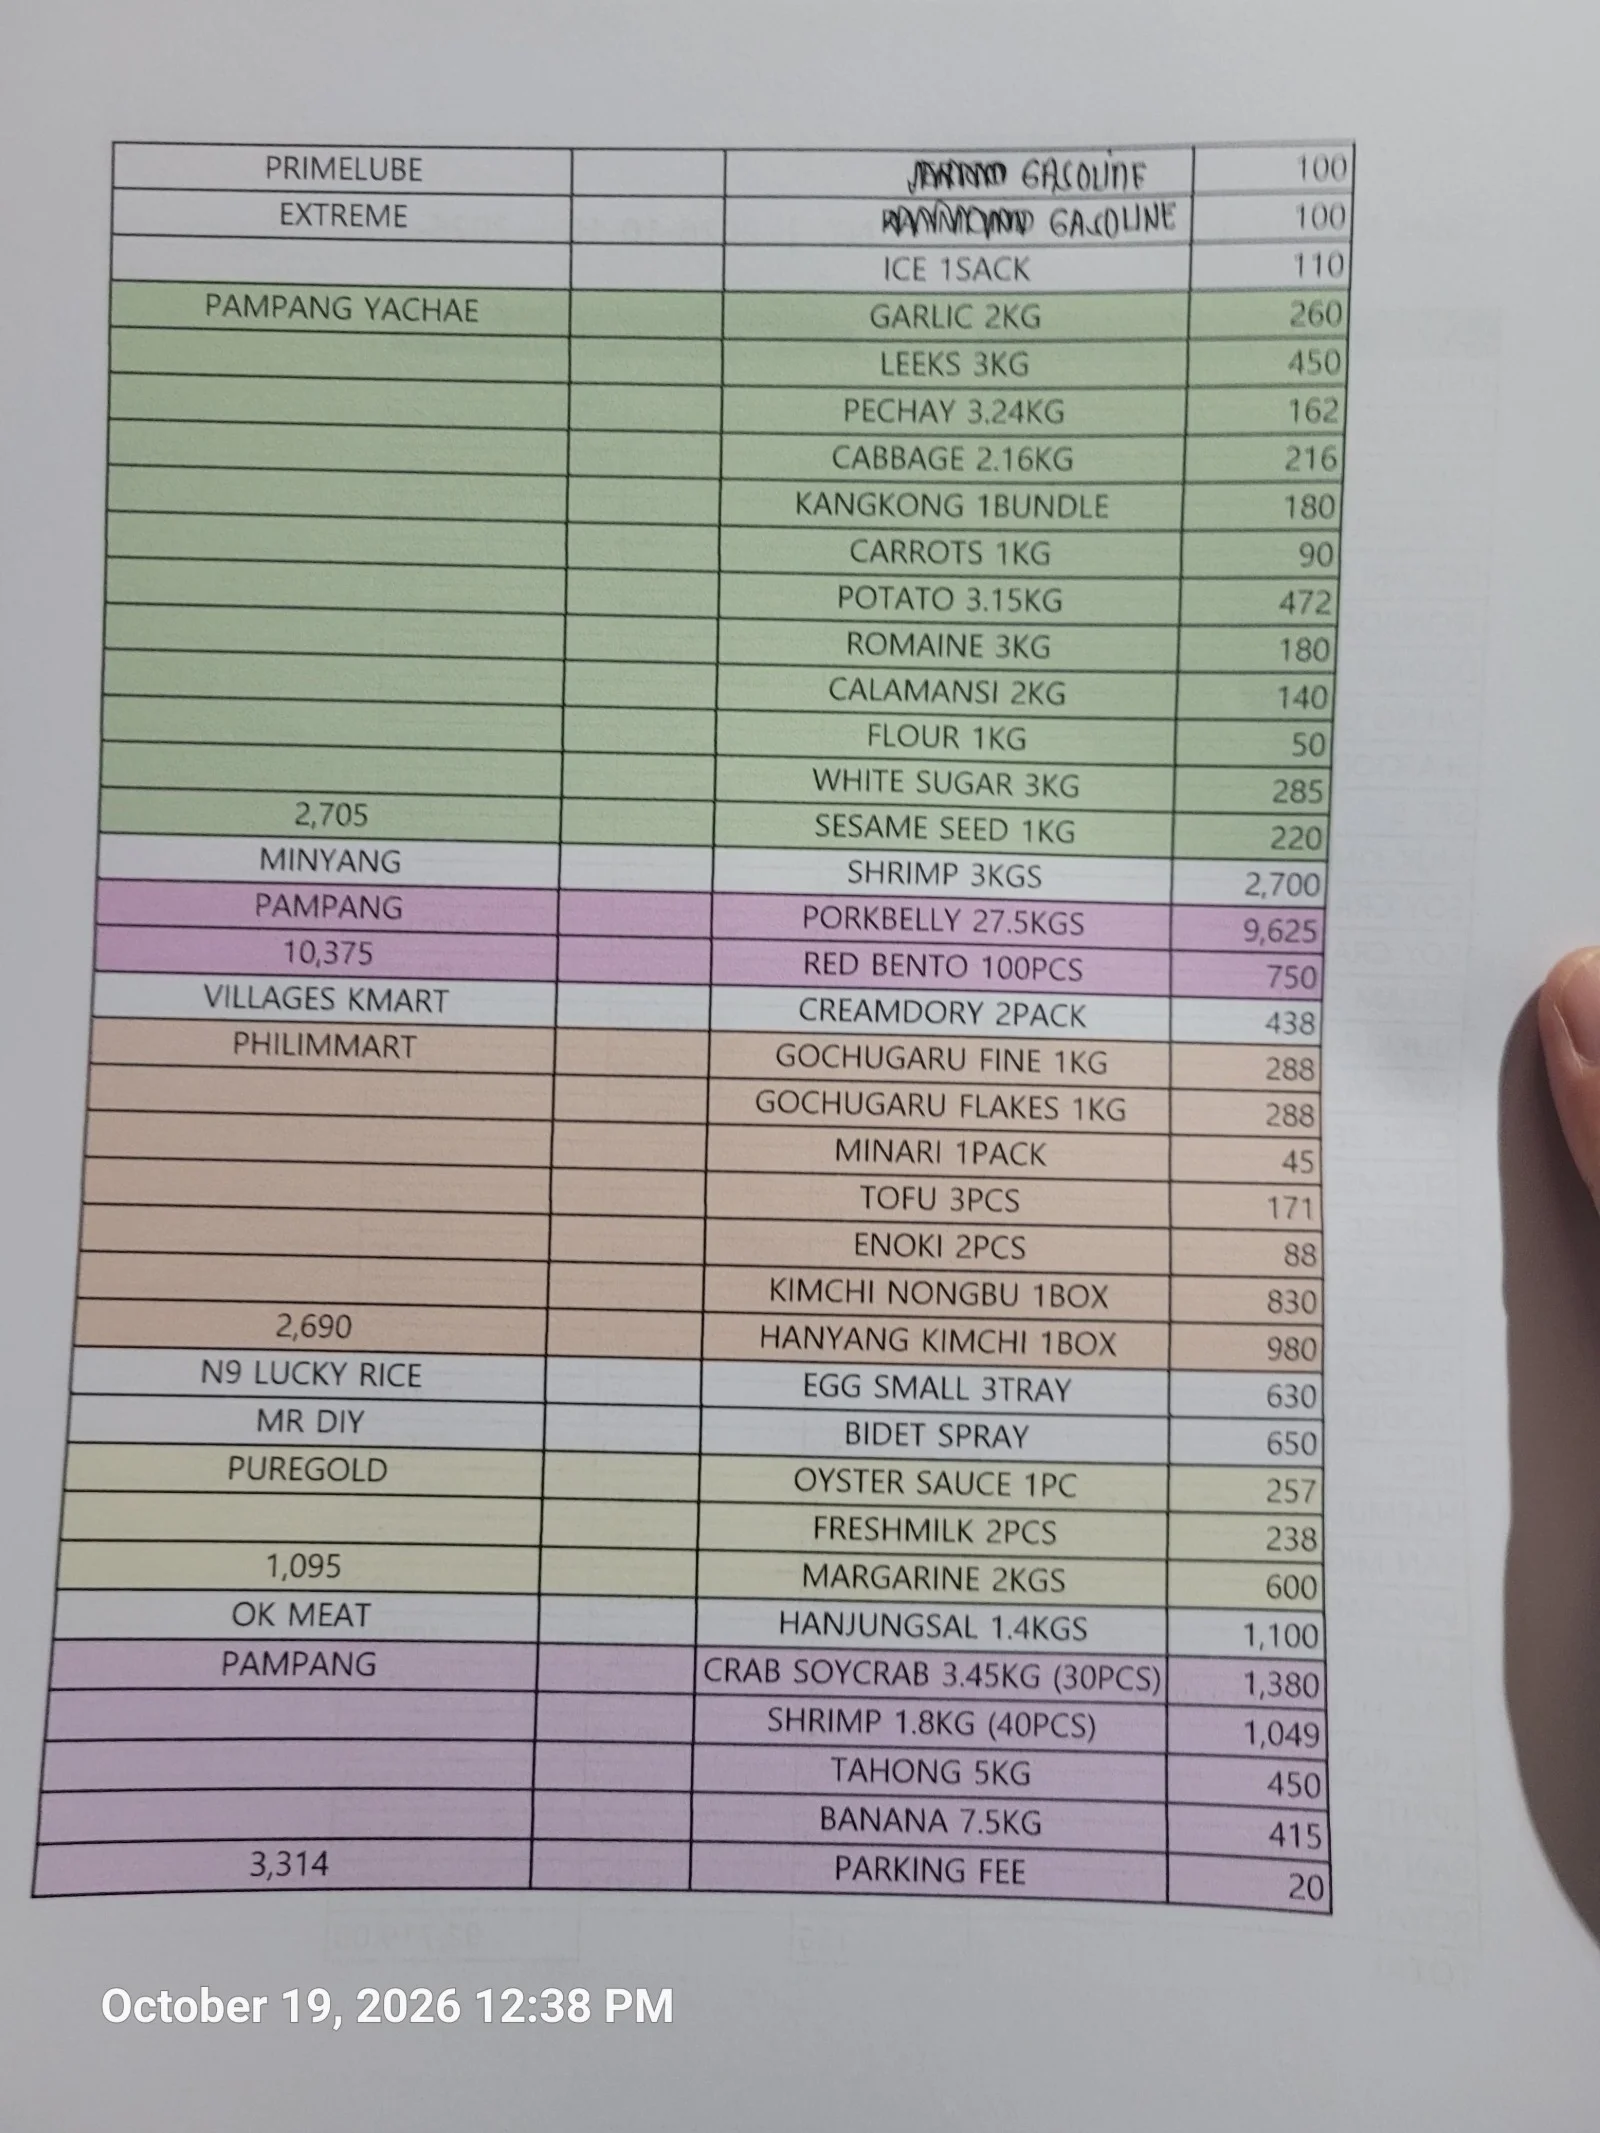 PRIMELUBE GASOLINE 100
EXTREME GASOLINE 100
ICE 1SACK 110
PAMPANG YACHAE GARLIC 2KG 260
LEEKS 3KG 450
PECHAY 3.24KG 162
CABBAGE 2.16KG 216
KANGKONG 1BUNDLE 180
CARROTS 1KG 90
POTATO 3.15KG 472
ROMAINE 3KG 180
CALAMANSI 2KG 140
FLOUR 1KG 50
WHITE SUGAR 3KG 285
2,705 SESAME SEED 1KG 220
MINYANG SHRIMP 3KGS 2,700
PAMPANG PORKBELLY 27.5KGS 9,625
10,375 RED BENTO 100PCS 750
VILLAGES KMART CREAMDORY 2PACK 438
PHILIMMART GOCHUGARU FINE 1KG 288
GOCHUGARU FLAKES 1KG 288
MINARI 1PACK 45
TOFU 3PCS 171
ENOKI 2PCS 88
KIMCHI NONGBU 1BOX 830
2,690 HANYANG KIMCHI 1BOX 980
N9 LUCKY RICE EGG SMALL 3TRAY 630
MR DIY BIDET SPRAY 650
PUREGOLD OYSTER SAUCE 1PC 257
FRESHMILK 2PCS 238
1,095 MARGARINE 2KGS 600
OK MEAT HANJUNGSAL 1.4KGS 1,100
PAMPANG CRAB SOYCRAB 3.45KG (30PCS) 1,380
SHRIMP 1.8KG (40PCS) 1,049
TAHONG 5KG 450
BANANA 7.5KG 415
3,314 PARKING FEE 20
October 19, 2026 12:38 PM